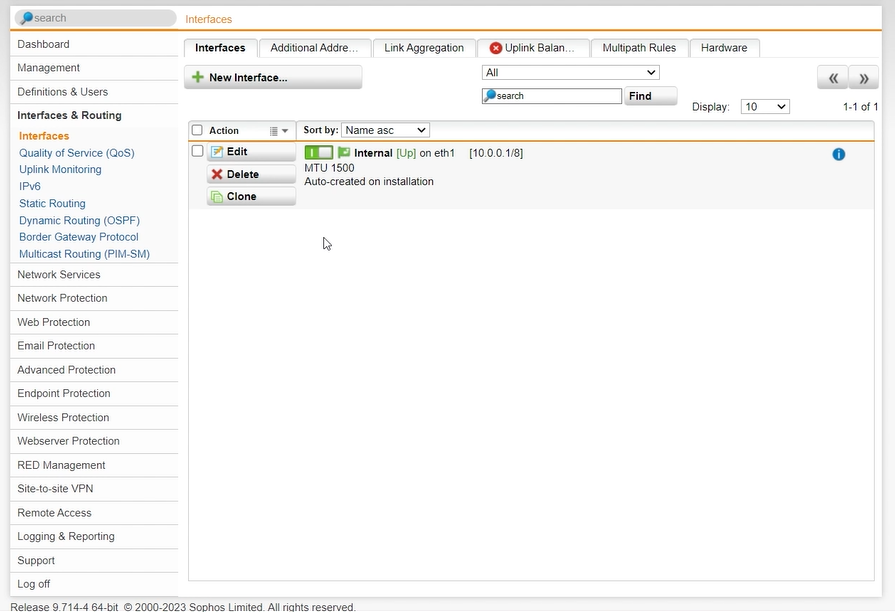 search
Interfaces
Dashboard
Management
Definitions & Users
Interfaces & Routing
Interfaces
Quality of Service (QoS)
Uplink Monitoring
IPv6
Static Routing
Dynamic Routing (OSPF)
Border Gateway Protocol
Multicast Routing (PIM-SM)
Network Services
Network Protection
Web Protection
Email Protection
Advanced Protection
Endpoint Protection
Wireless Protection
Webserver Protection
RED Management
Site-to-site VPN
Remote Access
Logging & Reporting
Support
Log off
Interfaces Additional Addre... Link Aggregation Uplink Balan... Multipath Rules Hardware
New Interface...
All
search Find
Display: 10 1-1 of 1
Action Sort by: Name asc
Edit Internal [Up] on eth1 [10.0.0.1/8]
MTU 1500
Delete
Auto-created on installation
Clone
Release 9.714-4 64-bit © 2000-2023 Sophos Limited. All rights reserved.